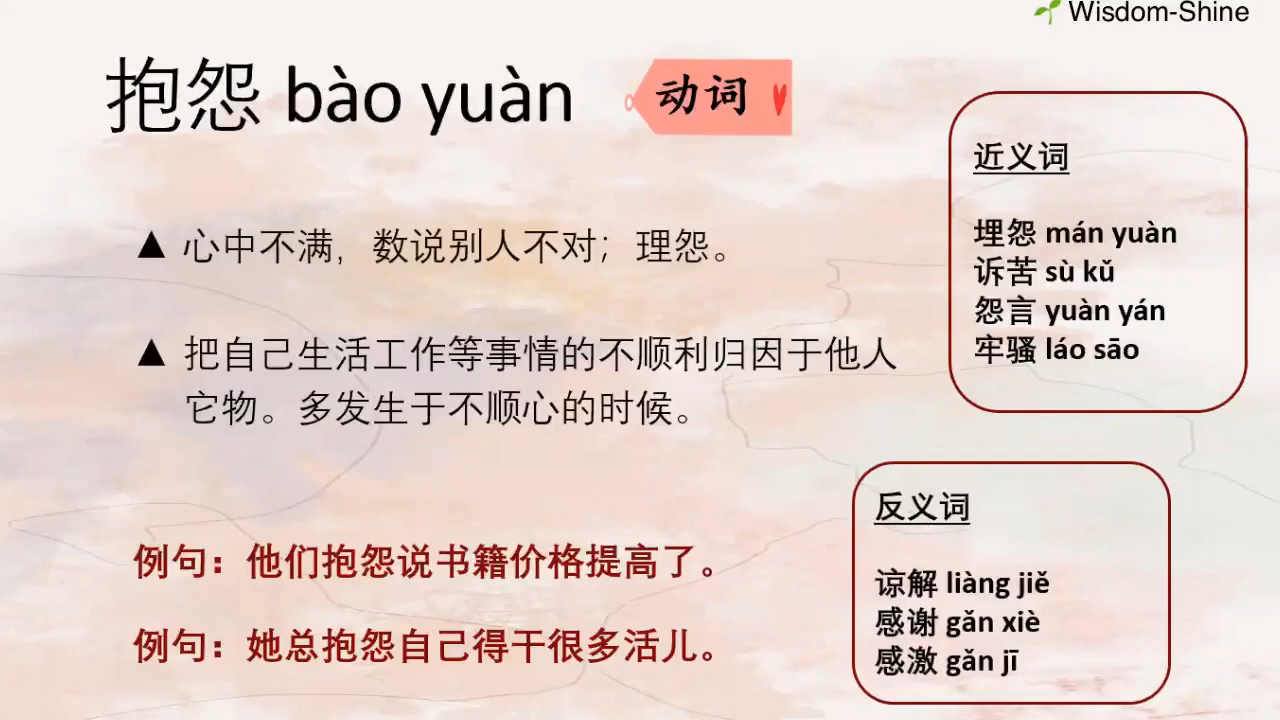 Wisdom-Shine
抱怨 bào yuàn
动词
▲ 心中不满，数说别人不对；理怨。
▲ 把自己生活工作等事情的不顺利归因于他人
它物。多发生于不顺心的时候。
例句：他们抱怨说书籍价格提高了。
例句：她总抱怨自己得干很多活儿。
近义词
埋怨 mán yuàn
诉苦 sù kǔ
怨言 yuàn yán
牢骚 láo sāo
反义词
谅解 liàng jiě
感谢 gǎn xiè
感激 gǎn jī